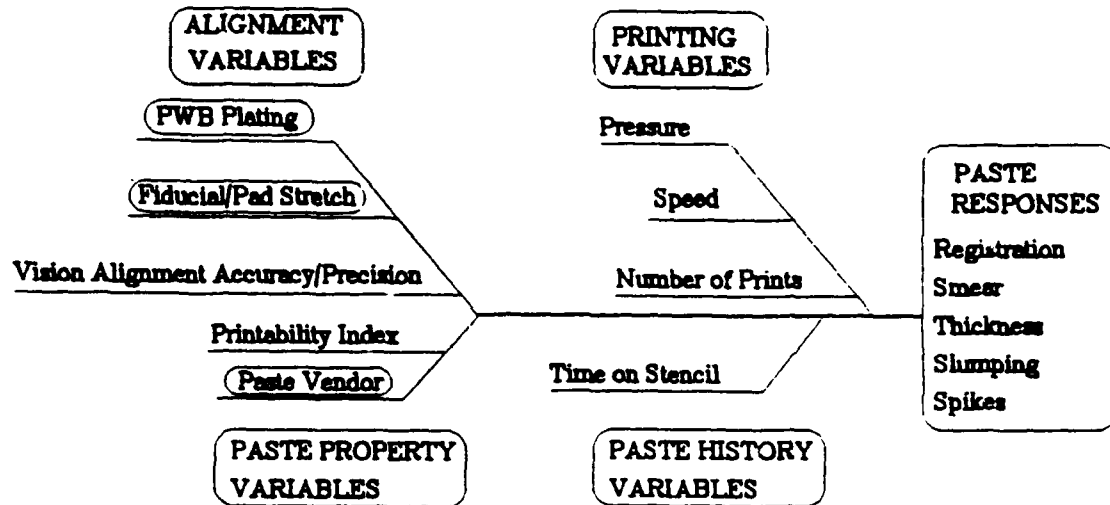 ALIGNMENT
VARIABLES
PRINTING
VARIABLES
PWB Plating
Pressure
Fiducial/Pad Stretch
Speed
Vision Alignment Accuracy/Precision
Number of Prints
Printability Index
Paste Vendor
Time on Stencil
PASTE PROPERTY
VARIABLES
PASTE HISTORY
VARIABLES
PASTE
RESPONSES
Registration
Smear
Thickness
Slumping
Spikes